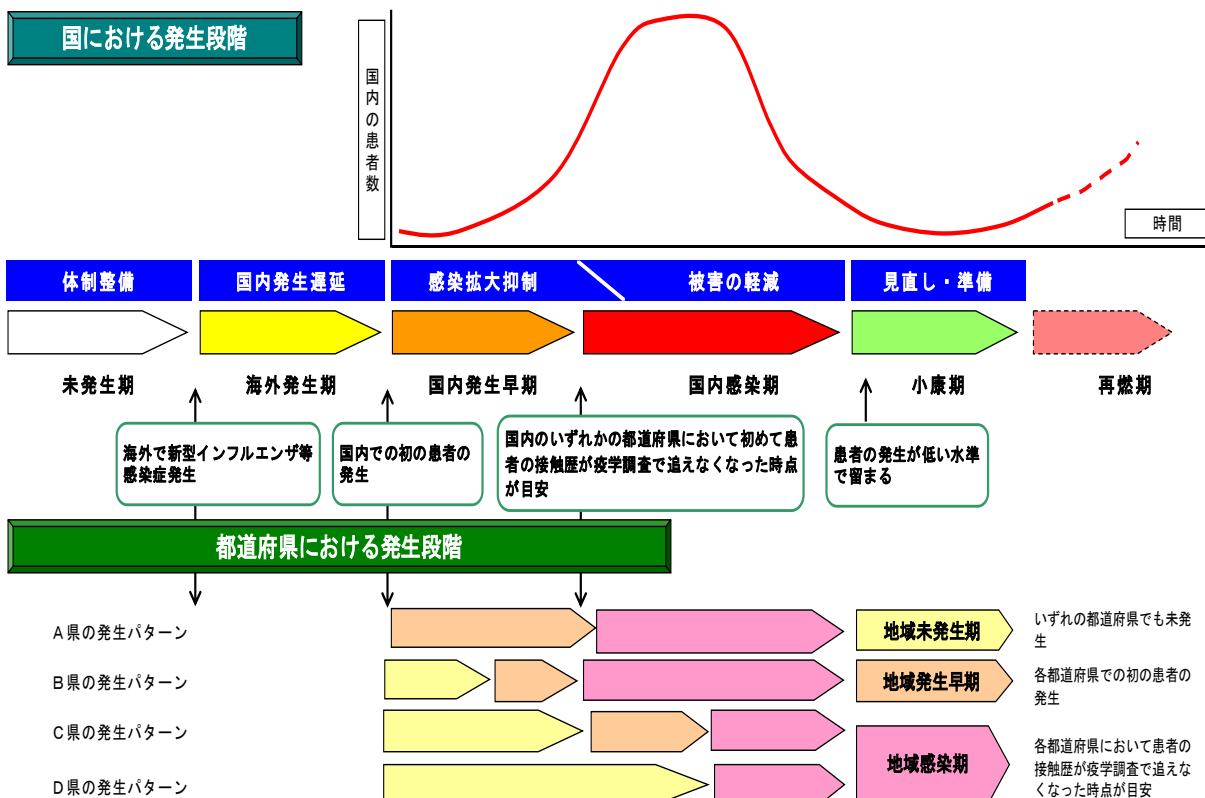 国における発生段階
国内の患者数
時間
体制整備
国内発生遅延
感染拡大抑制
被害の軽減
見直し・準備
未発生期
海外発生期
国内発生早期
国内感染期
小康期
再燃期
海外で新型インフルエンザ等
感染症発生
国内での初の患者の
発生
国内のいずれかの都道府県において初めて患
者の接触歴が疫学調査で追えなくなった時点
が目安
患者の発生が低い水準
で留まる
都道府県における発生段階
A県の発生パターン
地域未発生期
いずれの都道府県でも未発
生
B県の発生パターン
地域発生早期
各都道府県での初の患者の
発生
C県の発生パターン
地域感染期
各都道府県において患者の
接触歴が疫学調査で追えな
くなった時点が目安
D県の発生パターン